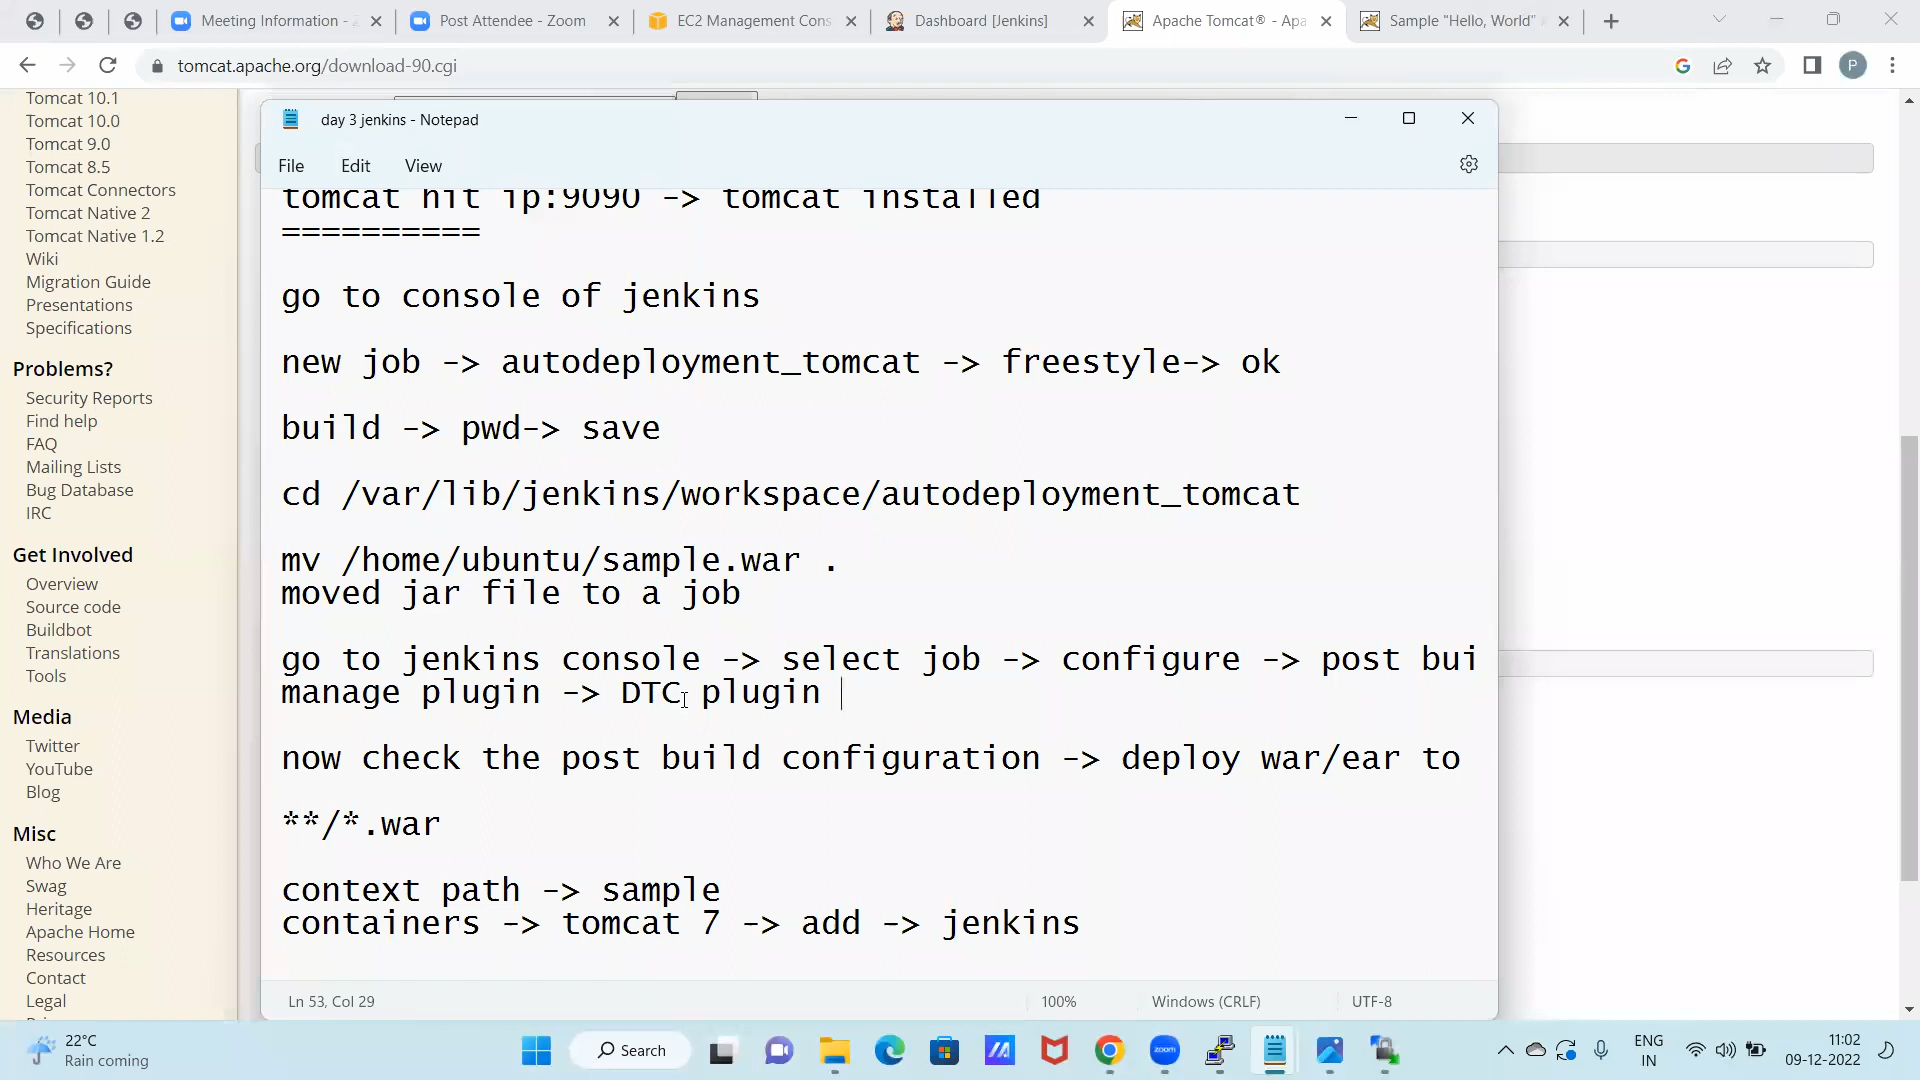 Meeting Information -
Post Attendee - Zoom
EC2 Management Cons
Dashboard [Jenkins]
Apache Tomcat® - Apa
Sample "Hello, World"
tomcat.apache.org/download-90.cgi
P
Tomcat 10.1
Tomcat 10.0
Tomcat 9.0
Tomcat 8.5
Tomcat Connectors
Tomcat Native 2
Tomcat Native 1.2
Wiki
Migration Guide
Presentations
Specifications
Problems?
Security Reports
Find help
FAQ
Mailing Lists
Bug Database
IRC
Get Involved
Overview
Source code
Buildbot
Translations
Tools
Media
Twitter
YouTube
Blog
Misc
Who We Are
Swag
Heritage
Apache Home
Resources
Contact
Legal
day 3 jenkins - Notepad
File Edit View
tomcat hit ip:9090 -> tomcat installed
==========
go to console of jenkins
new job -> autodeployment_tomcat -> freestyle-> ok
build -> pwd-> save
cd /var/lib/jenkins/workspace/autodeployment_tomcat
mv /home/ubuntu/sample.war .
moved jar file to a job
go to jenkins console -> select job -> configure -> post bui
manage plugin -> DTC plugin
now check the post build configuration -> deploy war/ear to
**/*.war
context path -> sample
containers -> tomcat 7 -> add -> jenkins
Ln 53, Col 29
100%
Windows (CRLF)
UTF-8
22°C
Rain coming
Search
zoom
ENG
IN
11:02
09-12-2022